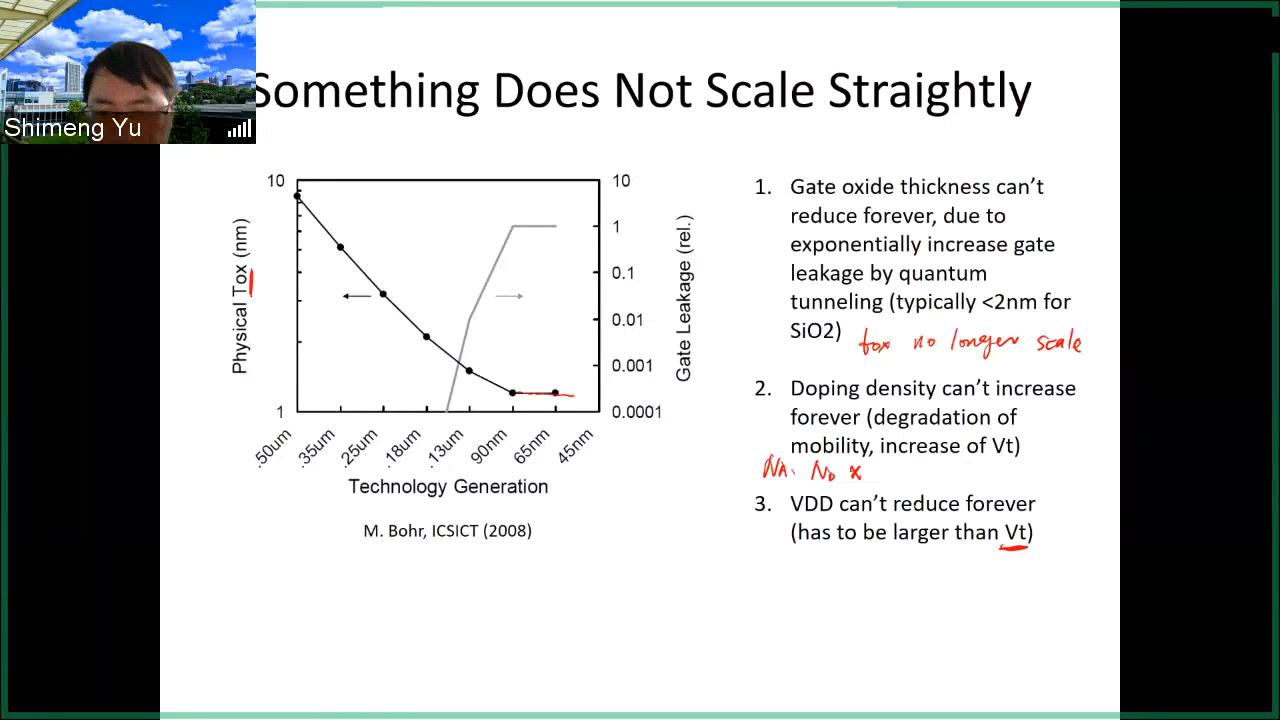 Shimeng Yu
Something Does Not Scale Straightly
10
1
Physical Tox (nm)
10
1
0.1
0.01
0.001
0.0001
Gate Leakage (rel.)
.50um
.35um
.25um
.18um
.13um
90nm
65nm
45nm
Technology Generation
M. Bohr, ICSICT (2008)
1. Gate oxide thickness can’t
reduce forever, due to
exponentially increase gate
leakage by quantum
tunneling (typically <2nm for
SiO2)
tox no longer scale
2. Doping density can’t increase
forever (degradation of
mobility, increase of Vt)
NA, ND x
3. VDD can’t reduce forever
(has to be larger than Vt)